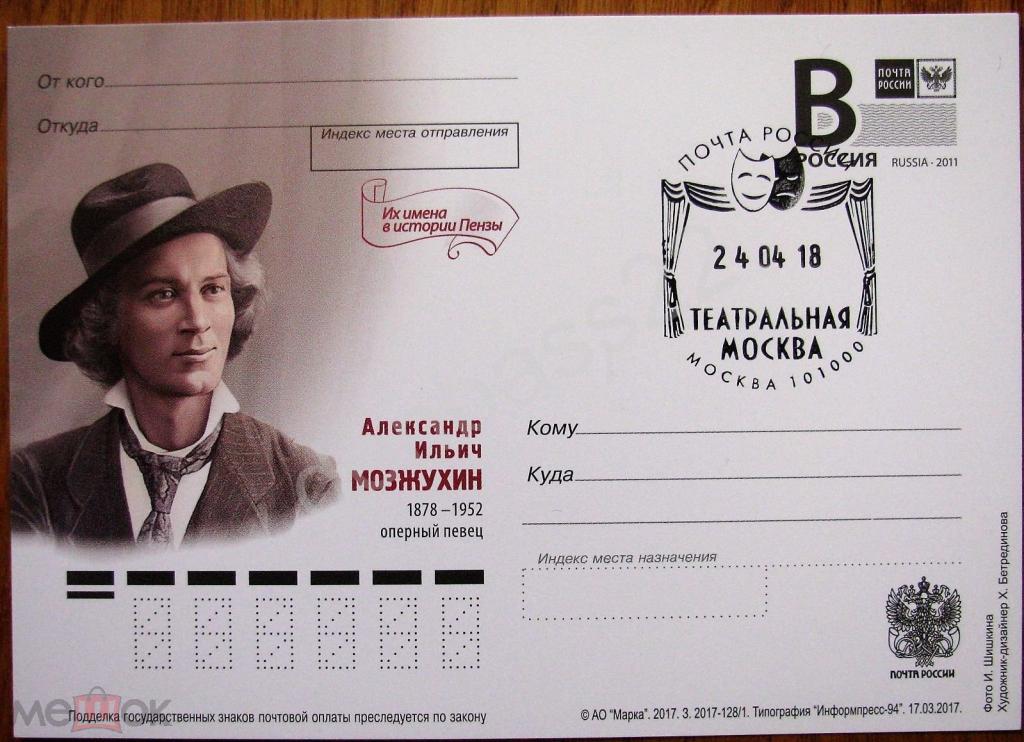 От кого
Откуда
Индекс места отправления
Их имена
в истории Пензы
B
ПОЧТА
РОССИИ
РОССИЯ
RUSSIA · 2011
ПОЧТА РОССИИ
24 04 18
ТЕАТРАЛЬНАЯ
МОСКВА
МОСКВА 101000
Александр
Ильич
МОЗЖУХИН
1878 – 1952
оперный певец
Кому
Куда
Индекс места назначения
ПОЧТА РОССИИ
Фото И. Шишкина
Художник-дизайнер Х. Бетрединова
Подделка государственных знаков почтовой оплаты преследуется по закону
© АО "Марка". 2017. З. 2017-128/1. Типография "Информпресс-94". 17.03.2017.
мешок